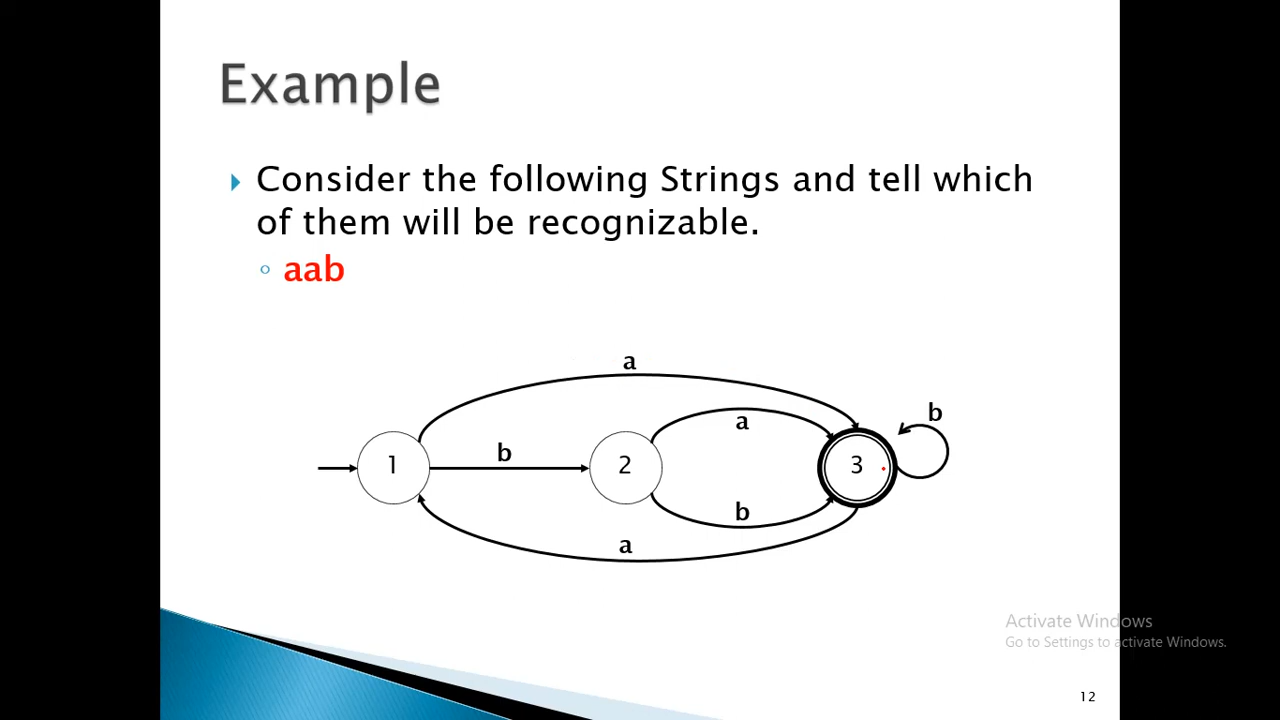 Example
Consider the following Strings and tell which
of them will be recognizable.
aab
a
b
a
b
1
b
2
3
b
a
Activate Windows
Go to Settings to activate Windows.
12